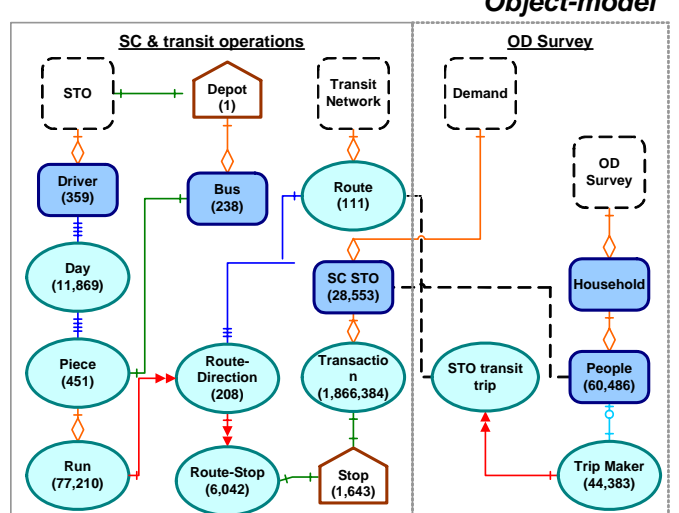 Object-model
SC & transit operations
OD Survey
STO
Depot
(1)
Transit
Network
Demand
OD
Survey
Driver
(359)
Bus
(238)
Route
(111)
Day
(11,869)
SC STO
(28,553)
Household
Piece
(451)
Route-
Direction
(208)
Transactio
n
(1,866,384)
STO transit
trip
People
(60,486)
Run
(77,210)
Route-Stop
(6,042)
Stop
(1,643)
Trip Maker
(44,383)